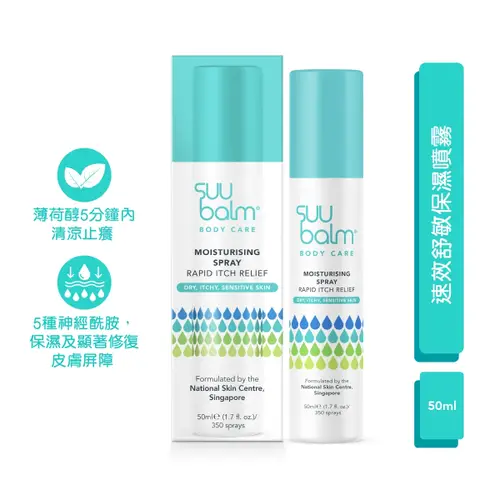 薄荷醇5分鐘內
清涼止癢
5種神經酰胺，
保濕及顯著修復
皮膚屏障
suu
balm®
BODY CARE
MOISTURISING
SPRAY
RAPID ITCH RELIEF
DRY, ITCHY, SENSITIVE SKIN
Formulated by the
National Skin Centre,
Singapore
50ml℮ (1.7 fl. oz.)/
350 sprays
suu
balm®
BODY CARE
MOISTURISING
SPRAY
RAPID ITCH RELIEF
DRY, ITCHY, SENSITIVE SKIN
Formulated by the
National Skin Centre,
Singapore
50ml℮ (1.7 fl. oz.)/
350 sprays
速效舒敏保濕噴霧
50ml